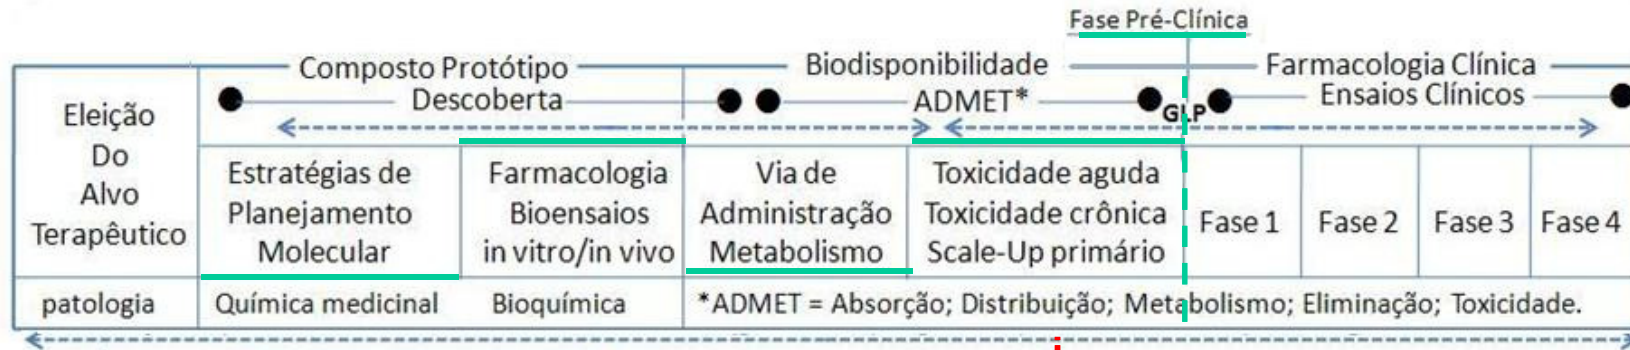 Fase Pré-Clínica
Composto Protótipo
Biodisponibilidade
Farmacologia Clínica
Descoberta
ADMET*
GLP
Ensaios Clínicos
Eleição
Do
Alvo
Terapêutico
Estratégias de
Planejamento
Molecular
Farmacologia
Bioensaios
in vitro/in vivo
Via de
Administração
Metabolismo
Toxicidade aguda
Toxicidade crônica
Scale-Up primário
Fase 1
Fase 2
Fase 3
Fase 4
patologia
Química medicinal
Bioquímica
*ADMET = Absorção; Distribuição; Metabolismo; Eliminação; Toxicidade.